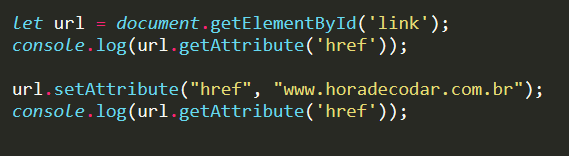 let url = document.getElementById('link');
console.log(url.getAttribute('href'));
url.setAttribute("href", "www.horadecodar.com.br");
console.log(url.getAttribute('href'));